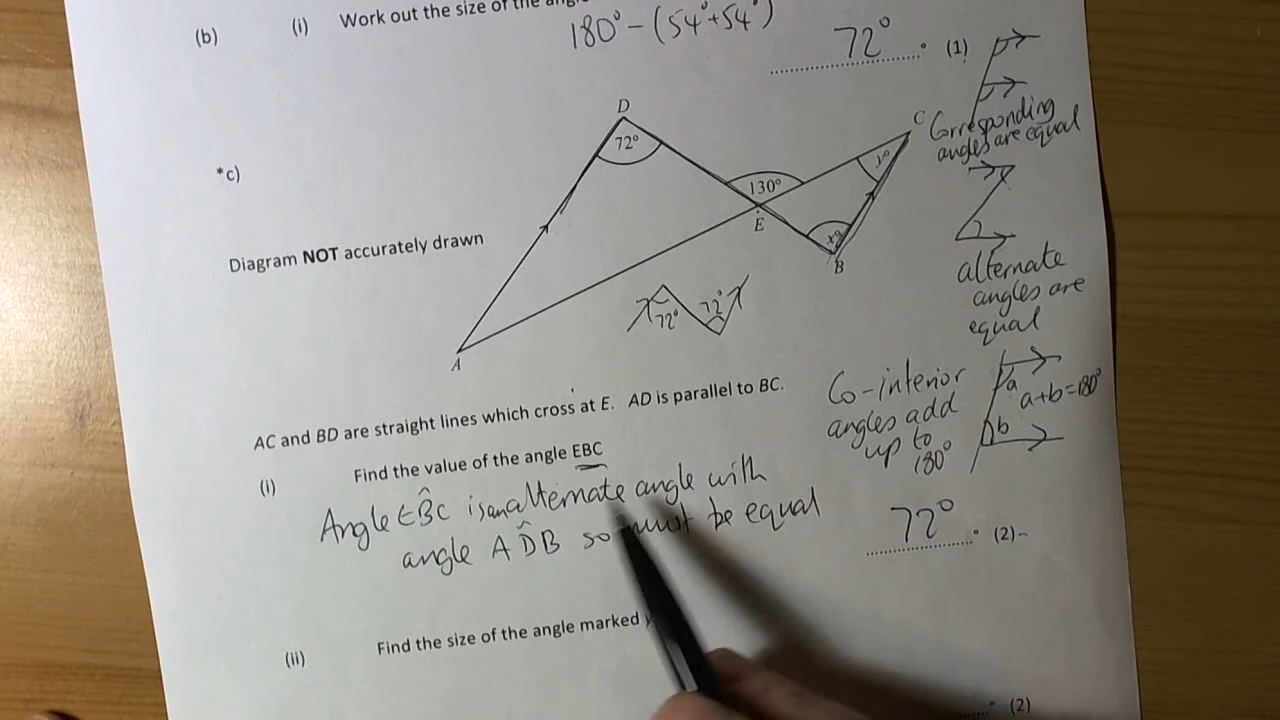 (b) (i) Work out the size of the
180° - (54° + 54°)
72° ° (1)
*c)
D
72°
130°
C
y°
E
x°
B
A
Diagram NOT accurately drawn
72° 72°
Corresponding
angles are equal
alternate
angles are
equal
Co-interior
angles add
up to
180°
a
a+b=180°
b
AC and BD are straight lines which cross at E. AD is parallel to BC.
(i) Find the value of the angle EBC
Angle EB̂C is an alternate angle with
angle AD̂B so must be equal
72° ° (2)
(ii) Find the size of the angle marked y
° (2)